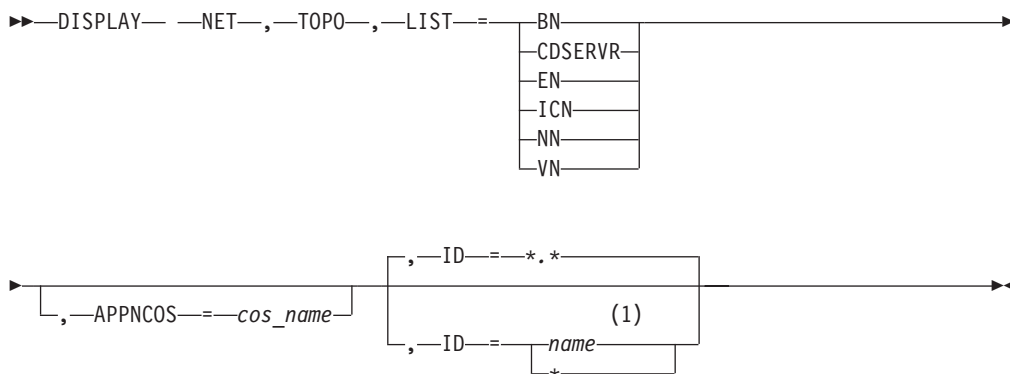 DISPLAY NET , TOPO , LIST = BN
CDSERVR
EN
ICN
NN
VN
, ID = *.*
, APPNCOS = cos_name
(1)
, ID = name
*